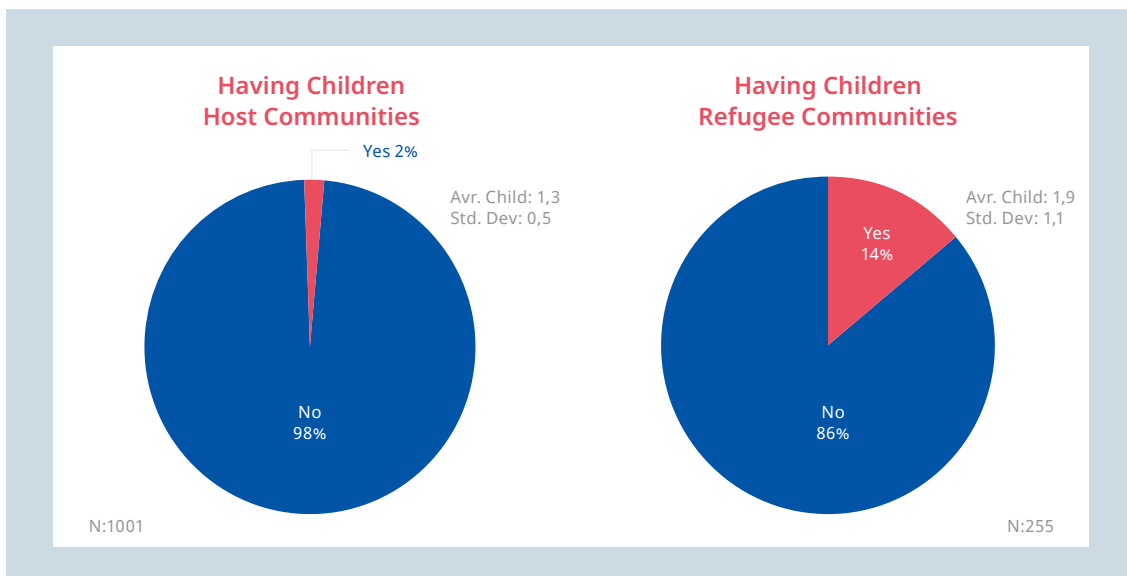 Having Children
Host Communities
Yes 2%
Avr. Child: 1,3
Std. Dev: 0,5
No
98%
N:1001
Having Children
Refugee Communities
Avr. Child: 1,9
Std. Dev: 1,1
Yes
14%
No
86%
N:255